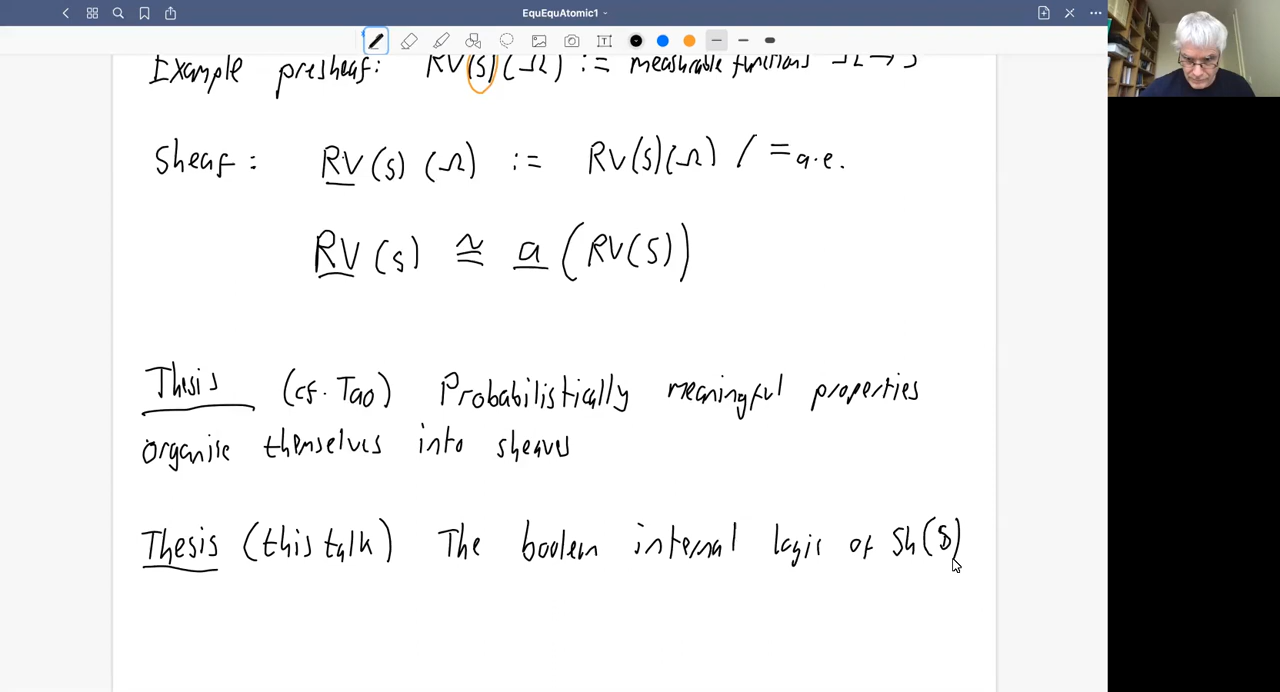 EquEquAtomic1
Example presheaf: RV(S)(Ω) := measurable functions Ω → S
Sheaf: RV(S)(Ω) := RV(S)(Ω) / =a.e.
RV(S) ≅ a(RV(S))
Thesis (cf. Tao) Probabilistically meaningful properties
organise themselves into sheaves
Thesis (this talk) The boolean internal logic of Sh(S)